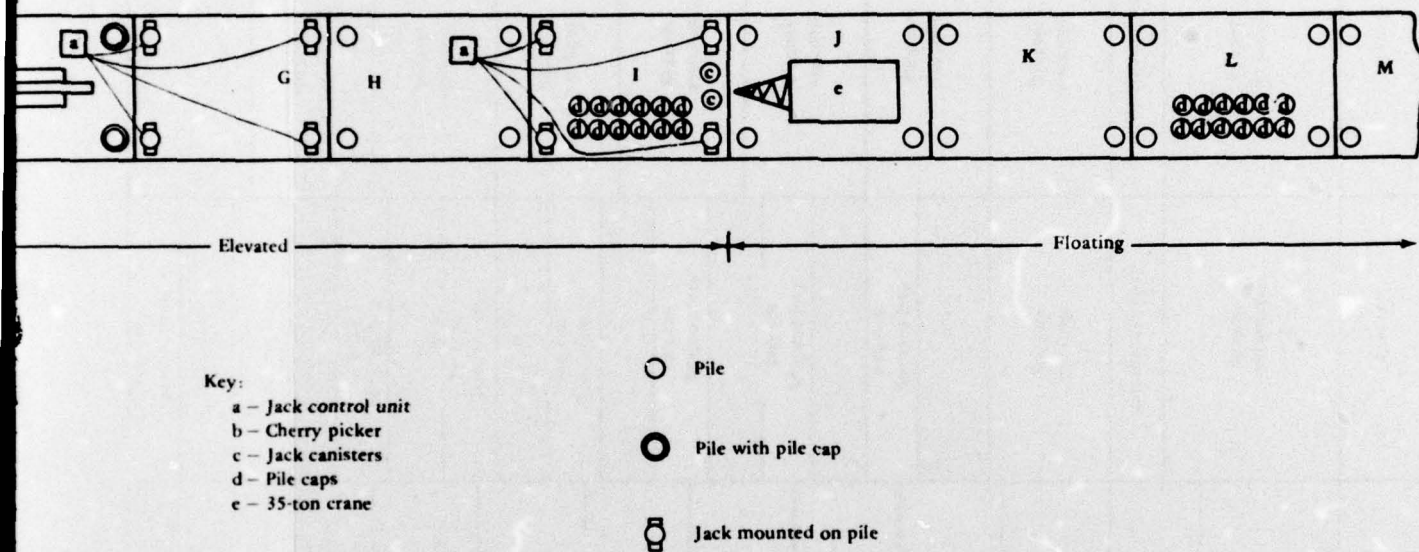 a G H a I J K L M
c
c e
d d d d d d d d d d d d
d d d d d d d d d d d d
Elevated Floating
Key:
a – Jack control unit
b – Cherry picker
c – Jack canisters
d – Pile caps
e – 35-ton crane
Pile
Pile with pile cap
Jack mounted on pile